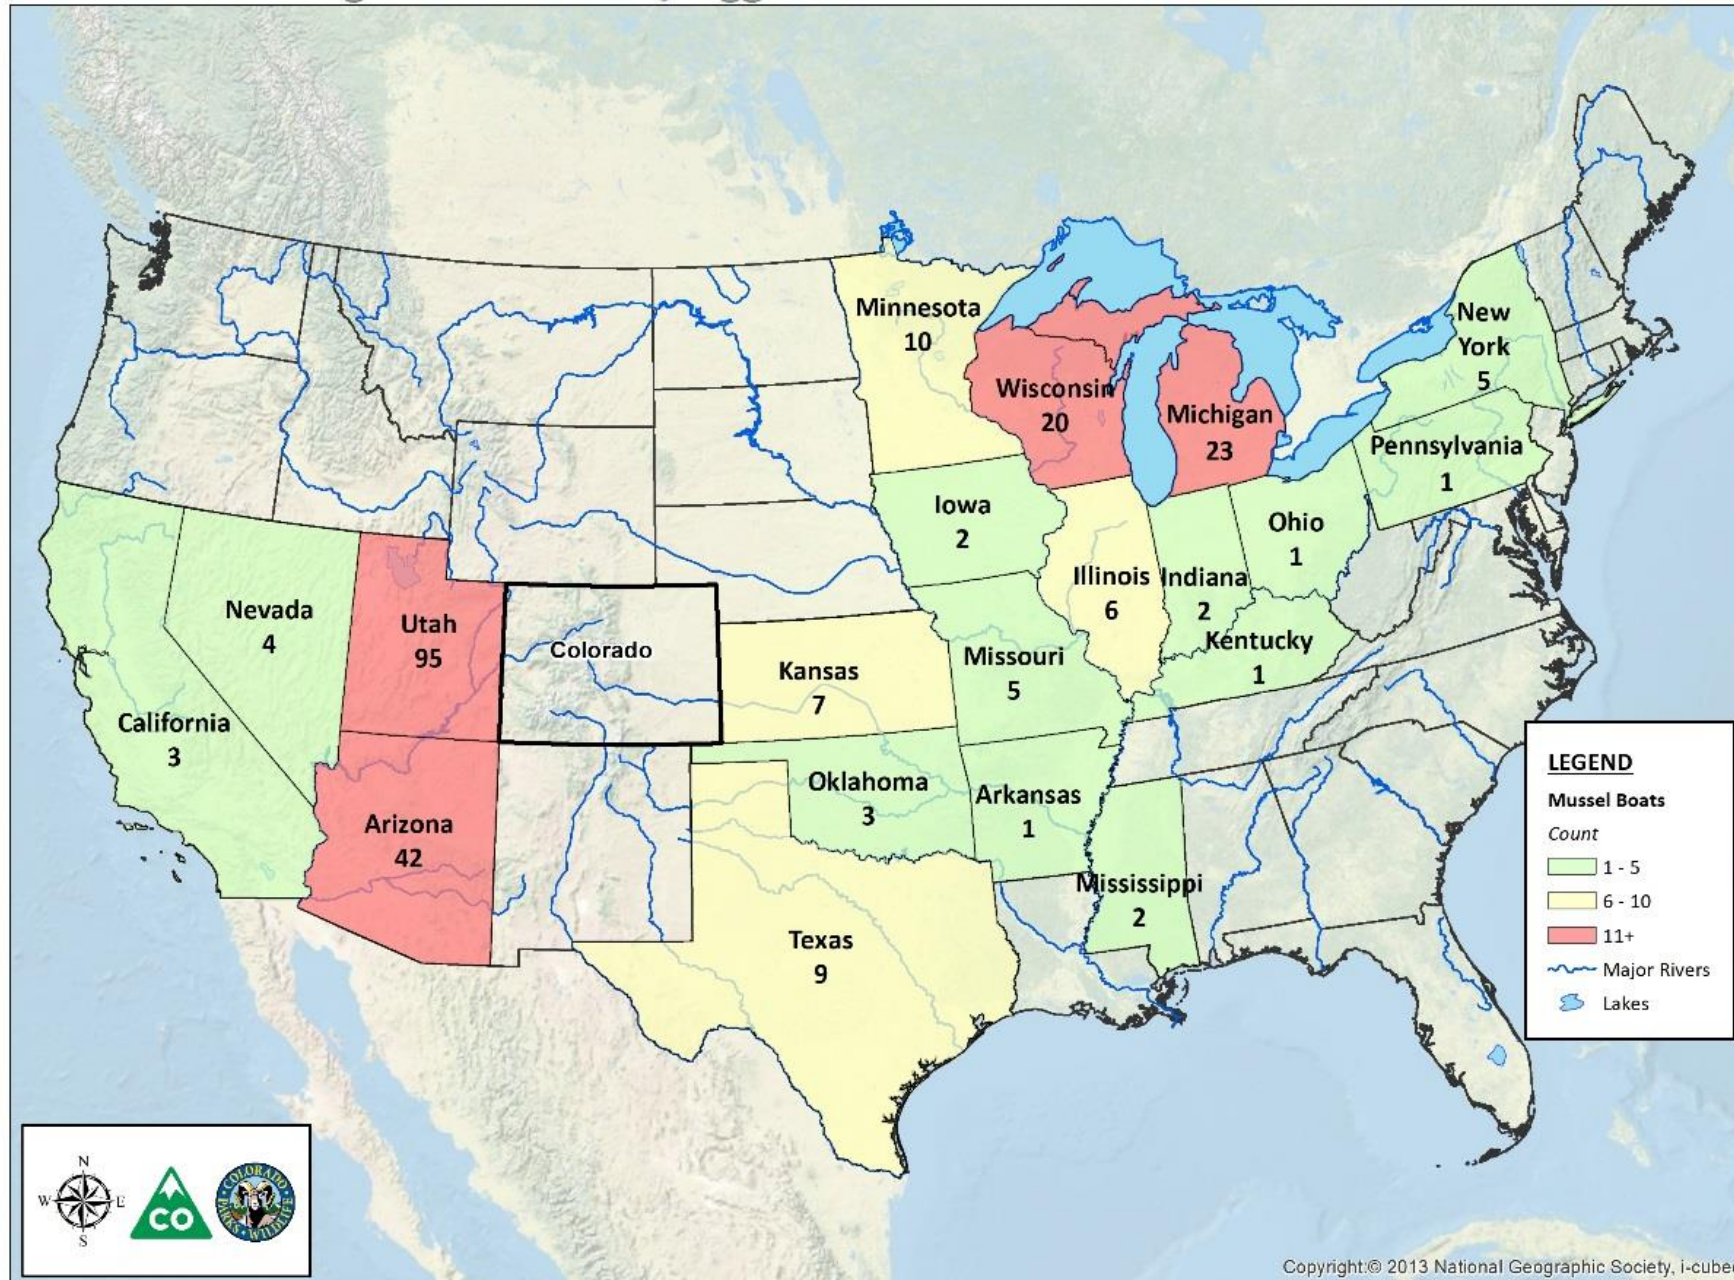 Minnesota
10
New
York
5
Wisconsin
20
Michigan
23
Pennsylvania
1
Iowa
2
Ohio
1
Illinois
6
Indiana
2
Nevada
4
Utah
95
Colorado
Kentucky
1
Missouri
5
Kansas
7
California
3
Oklahoma
3
Arkansas
1
Arizona
42
Mississippi
2
Texas
9
LEGEND
Mussel Boats
Count
1 - 5
6 - 10
11+
Major Rivers
Lakes
N
W E
S
CO
COLORADO
PARKS & WILDLIFE
Copyright:© 2013 National Geographic Society, i-cube